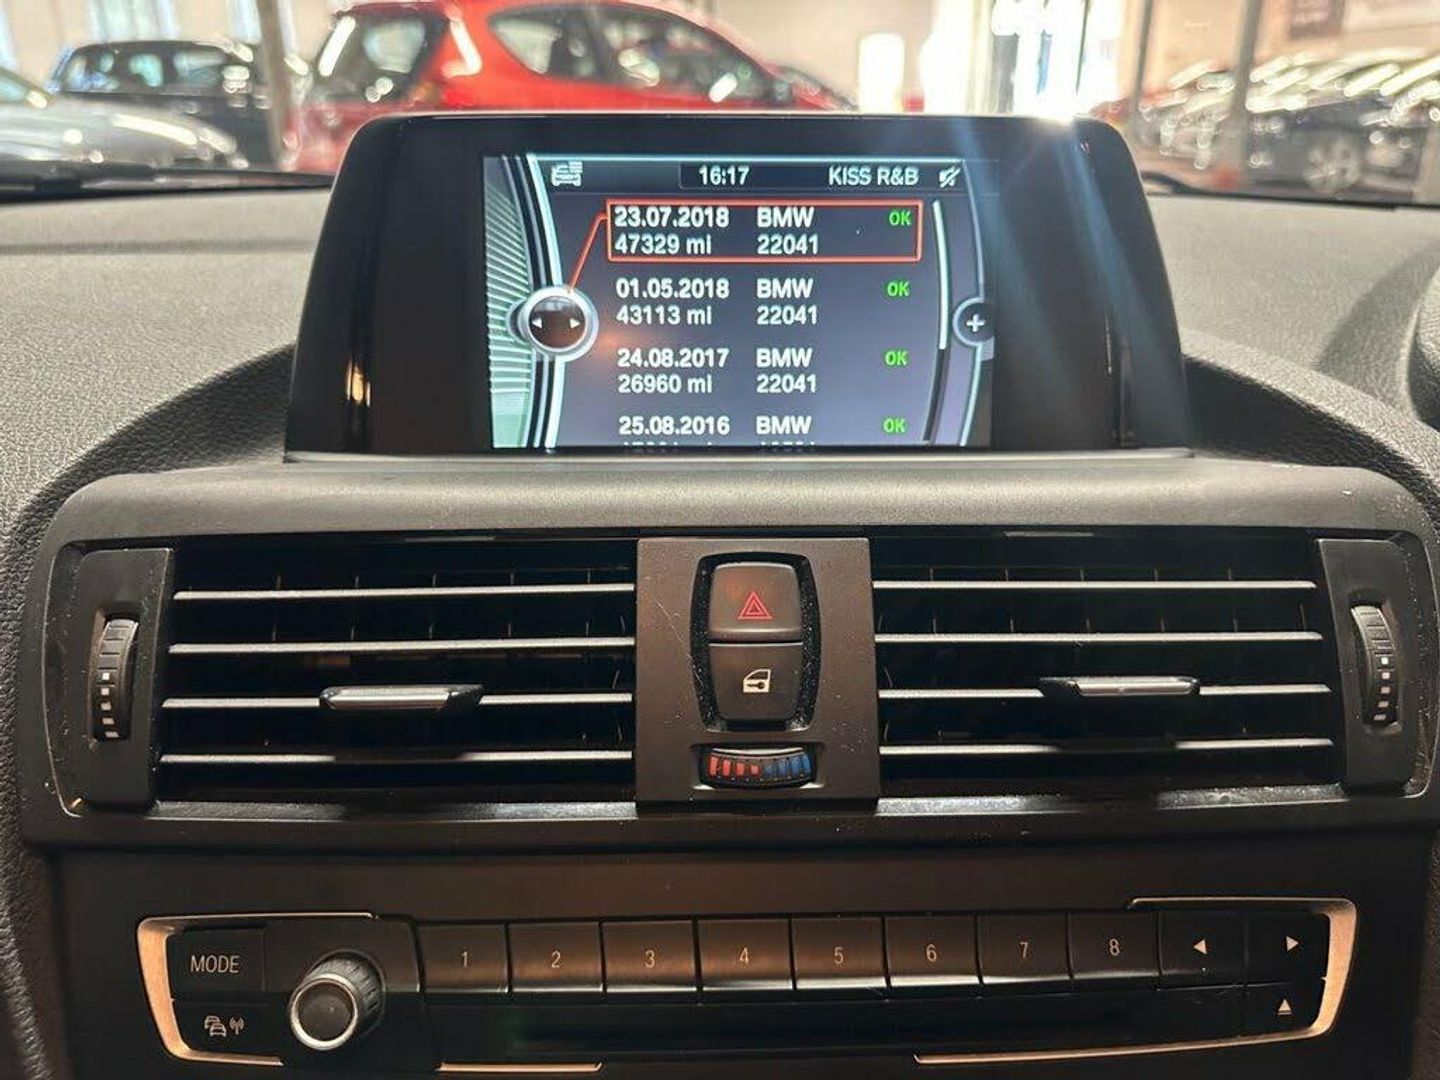 16:17 KISS R&B
23.07.2018 BMW OK
47329 mi 22041
01.05.2018 BMW OK
43113 mi 22041
24.08.2017 BMW OK
26960 mi 22041
25.08.2016 BMW OK
MODE 1 2 3 4 5 6 7 8